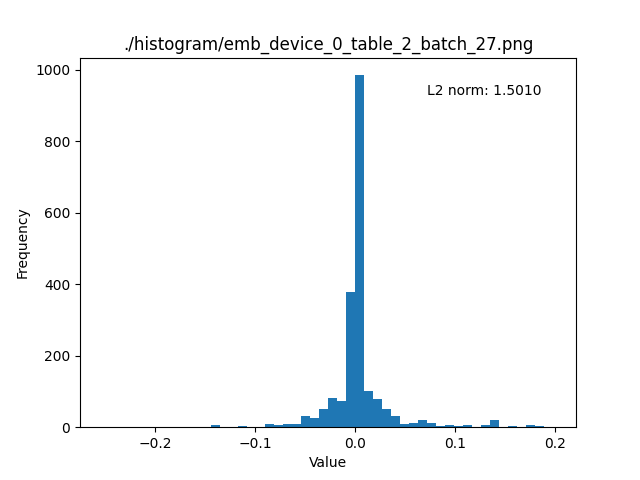 ./histogram/emb_device_0_table_2_batch_27.png
L2 norm: 1.5010
1000
800
600
400
200
0
Frequency
−0.2
−0.1
0.0
0.1
0.2
Value